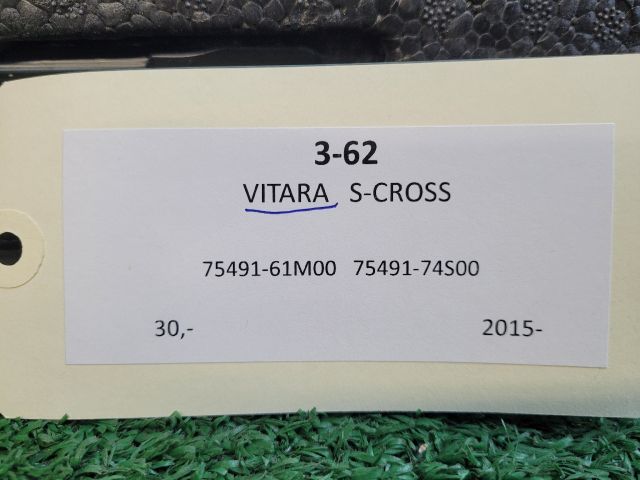 3-62
VITARA S-CROSS
75491-61M00 75491-74S00
30,- 2015-